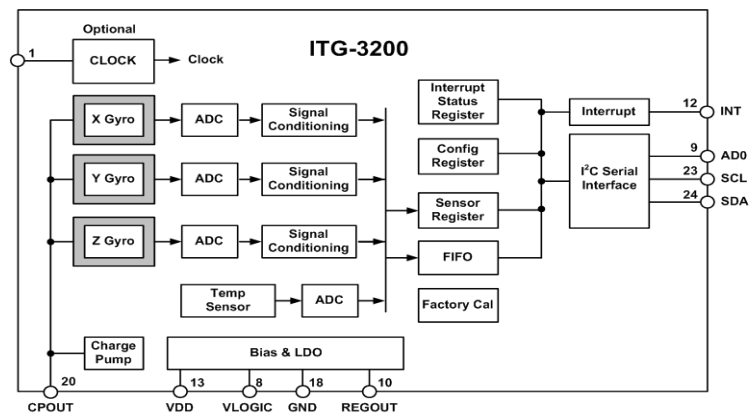 Optional
ITG-3200
1
CLOCK
Clock
X Gyro
ADC
Signal
Conditioning
Y Gyro
ADC
Signal
Conditioning
Z Gyro
ADC
Signal
Conditioning
Temp
Sensor
ADC
Interrupt
Status
Register
Config
Register
Sensor
Register
FIFO
Factory Cal
Interrupt
I²C Serial
Interface
12
INT
9
AD0
23
SCL
24
SDA
Charge
Pump
Bias & LDO
20
13
8
18
10
CPOUT
VDD
VLOGIC
GND
REGOUT